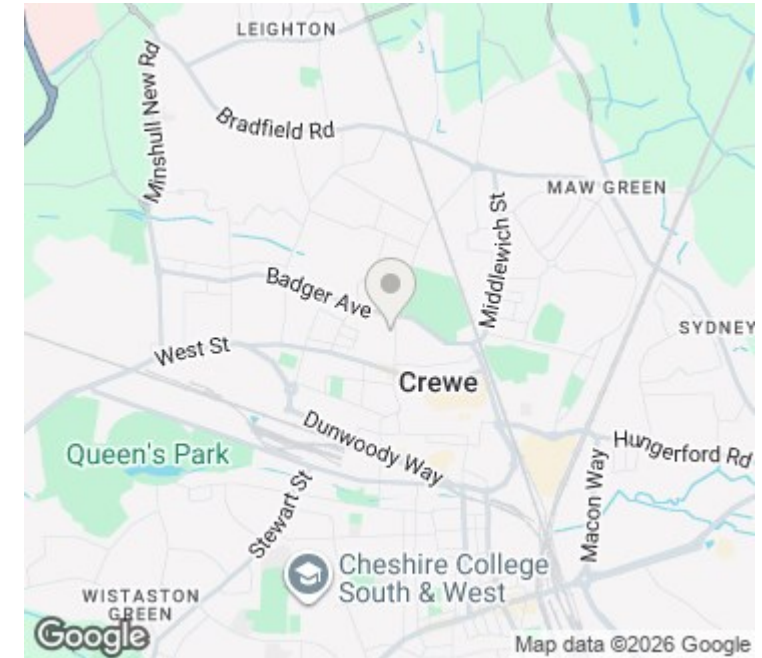 LEIGHTON
Minshull New Rd
Bradfield Rd
MAW GREEN
Middlewich St
Badger Ave
SYDNEY
West St
Crewe
Dunwoody Way
Queen's Park
Hungerford Rd
Stewart St
Macon Way
Cheshire College
South & West
WISTASTON
GREEN
Google
Map data ©2026 Google